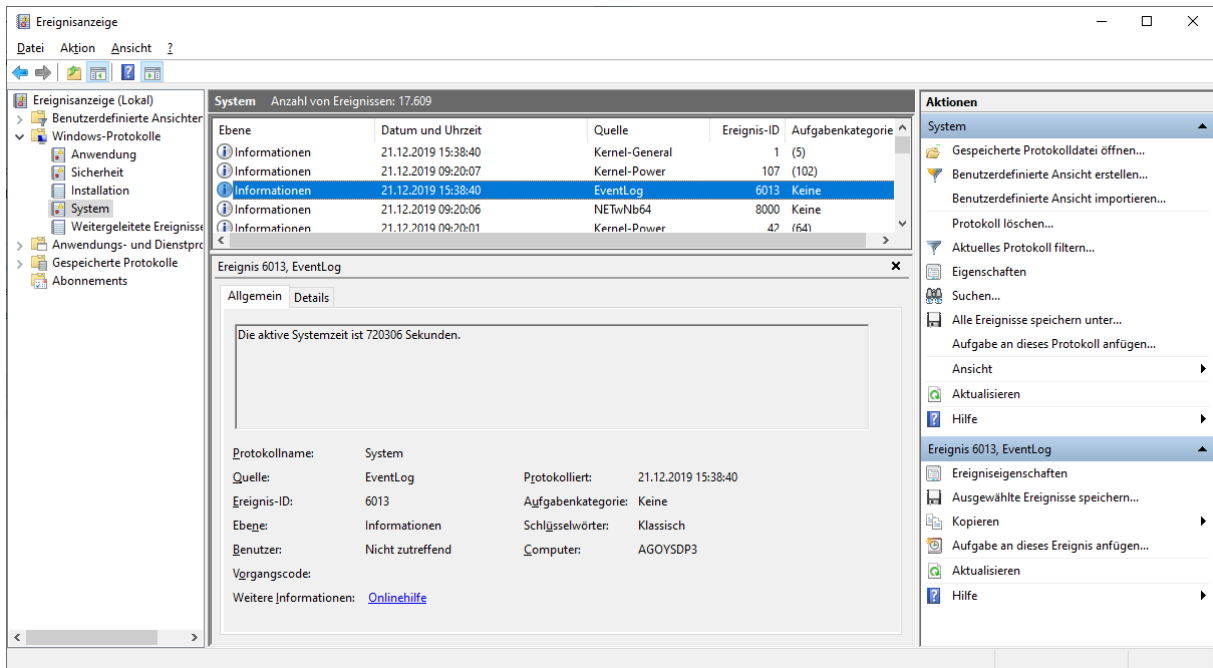 Ereignisanzeige
Datei Aktion Ansicht ?
Ereignisanzeige (Lokal)
Benutzerdefinierte Ansichten
Windows-Protokolle
Anwendung
Sicherheit
Installation
System
Weitergeleitete Ereignisse
Anwendungs- und Dienstpro
Gespeicherte Protokolle
Abonnements
System Anzahl von Ereignissen: 17.609
Ebene Datum und Uhrzeit Quelle Ereignis-ID Aufgabenkategorie
Informationen 21.12.2019 15:38:40 Kernel-General 1 (5)
Informationen 21.12.2019 09:20:07 Kernel-Power 107 (102)
Informationen 21.12.2019 15:38:40 EventLog 6013 Keine
Informationen 21.12.2019 09:20:06 NETwNb64 8000 Keine
Informationen 21.12.2019 09:20:01 Kernel-Power 42 (64)
Ereignis 6013, EventLog
Allgemein Details
Die aktive Systemzeit ist 720306 Sekunden.
Protokollname: System
Quelle: EventLog Protokolliert: 21.12.2019 15:38:40
Ereignis-ID: 6013 Aufgabenkategorie: Keine
Ebene: Informationen Schlüsselwörter: Klassisch
Benutzer: Nicht zutreffend Computer: AGOYSDP3
Vorgangscode:
Weitere Informationen: Onlinehilfe
Aktionen
System
Gespeicherte Protokolldatei öffnen...
Benutzerdefinierte Ansicht erstellen...
Benutzerdefinierte Ansicht importieren...
Protokoll löschen...
Aktuelles Protokoll filtern...
Eigenschaften
Suchen...
Alle Ereignisse speichern unter...
Aufgabe an dieses Protokoll anfügen...
Ansicht
Aktualisieren
Hilfe
Ereignis 6013, EventLog
Ereigniseigenschaften
Ausgewählte Ereignisse speichern...
Kopieren
Aufgabe an dieses Ereignis anfügen...
Aktualisieren
Hilfe